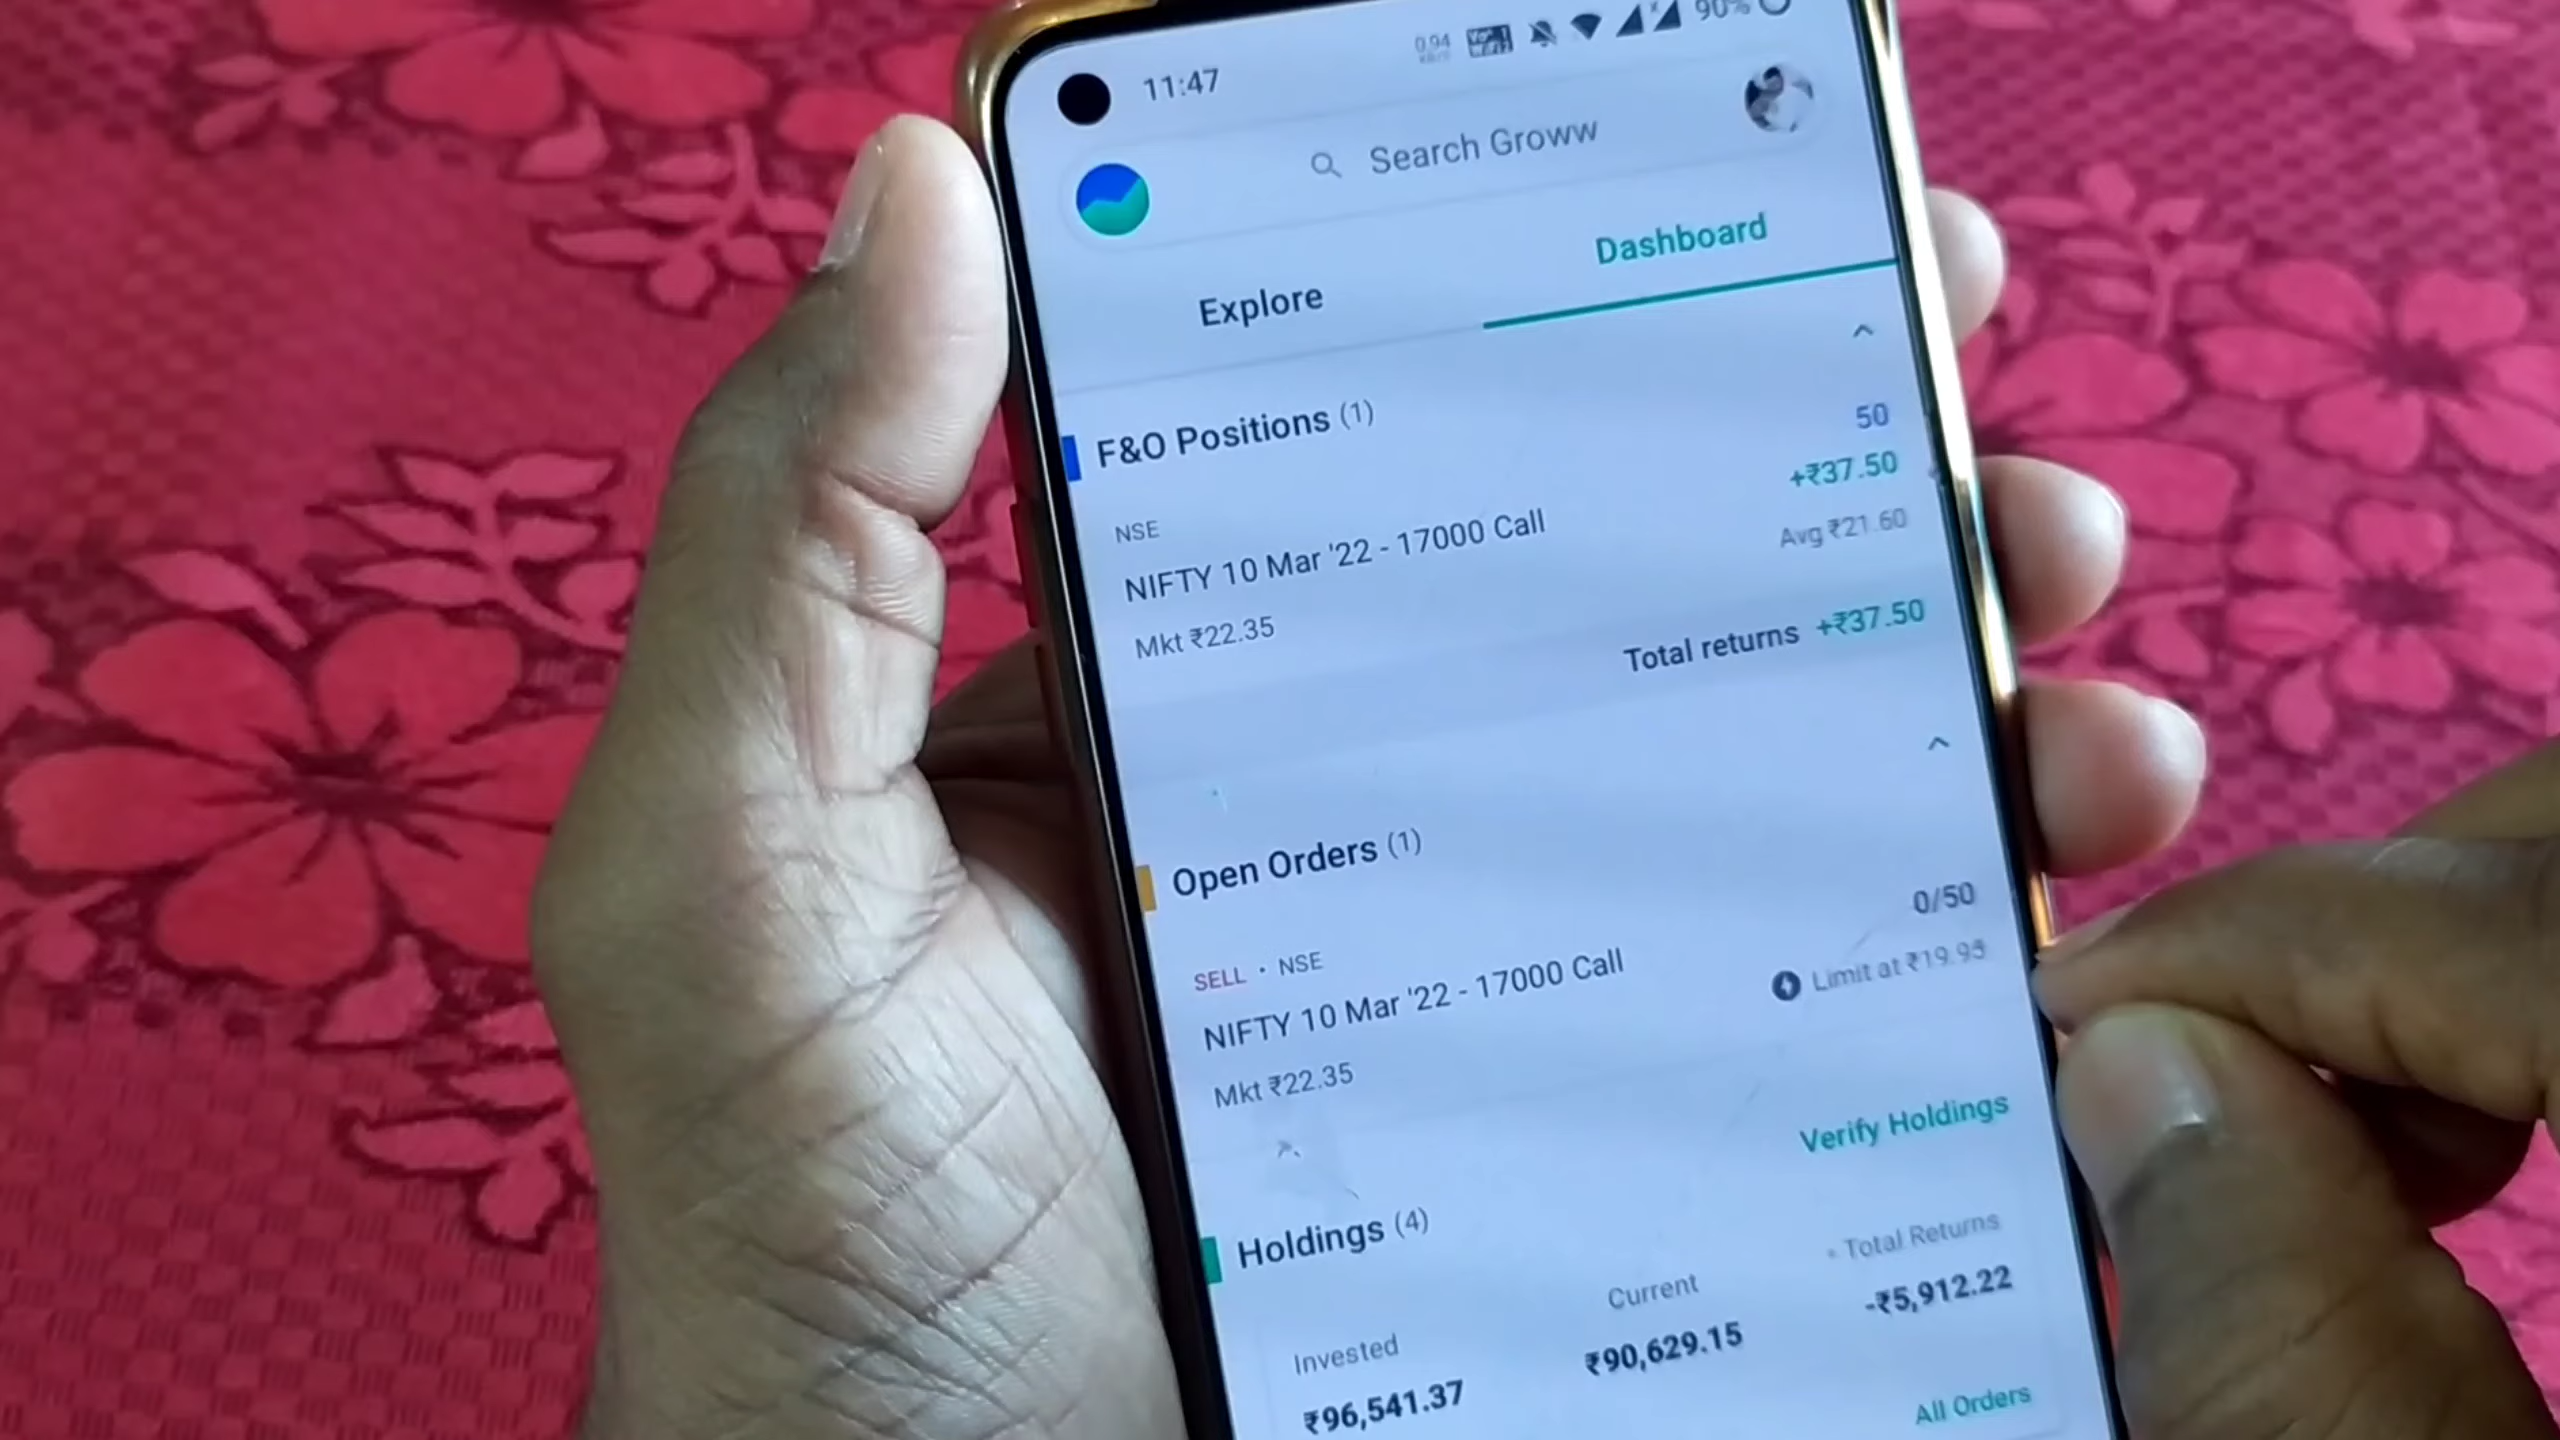 11:47
0.94
90%
Search Groww
Explore
Dashboard
F&O Positions (1)
50
NSE
+₹37.50
NIFTY 10 Mar '22 - 17000 Call
Avg ₹21.60
Mkt ₹22.35
Total returns +₹37.50
Open Orders (1)
0/50
SELL · NSE
NIFTY 10 Mar '22 - 17000 Call
Limit at ₹19.95
Mkt ₹22.35
Verify Holdings
Holdings (4)
Invested
Current
Total Returns
₹96,541.37
₹90,629.15
-₹5,912.22
All Orders